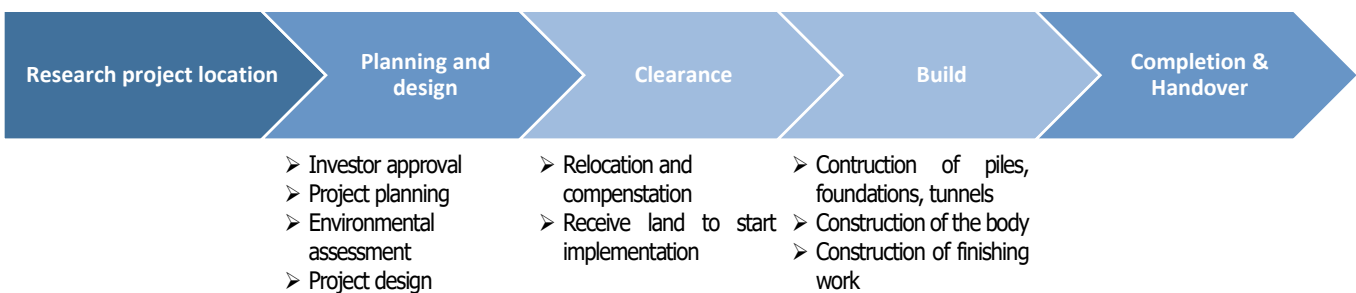 Research project location
Planning and
design
Clearance
Build
Completion &
Handover
➢ Investor approval
➢ Project planning
➢ Environmental
assessment
➢ Project design
➢ Relocation and
compenstation
➢ Receive land to start
implementation
➢ Contruction of piles,
foundations, tunnels
➢ Construction of the body
➢ Construction of finishing
work